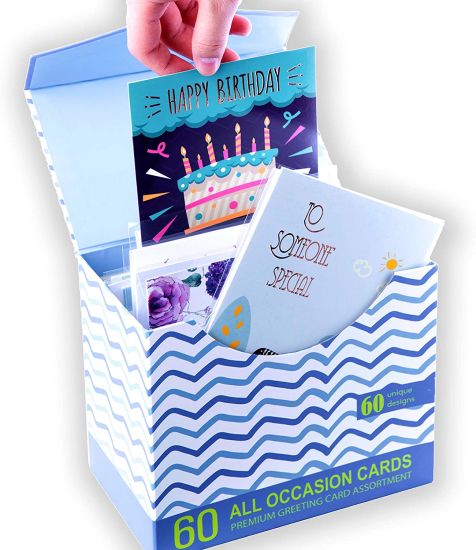 HAPPY BIRTHDAY
TO
SOMEONE
SPECIAL
60 unique
designs
60 ALL OCCASION CARDS
PREMIUM GREETING CARD ASSORTMENT